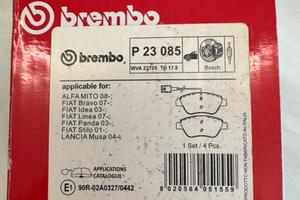 brembo
brembo
P 23 085
WVA 23705 TH 17.8
Bosch
applicable for:
ALFA MITO 08-;
FIAT Bravo 07-;
FIAT Idea 03-;
FIAT Linea 07-;
FIAT Panda 03-;
FIAT Stilo 01-;
LANCIA Musa 04-(
1 Set / 4 Pcs.
APPLICATIONS
CATALOGUE
E1 90R-02A0327/0442
8 020584 051559
PRODOTTO NON FABBRICATO IN ITALIA